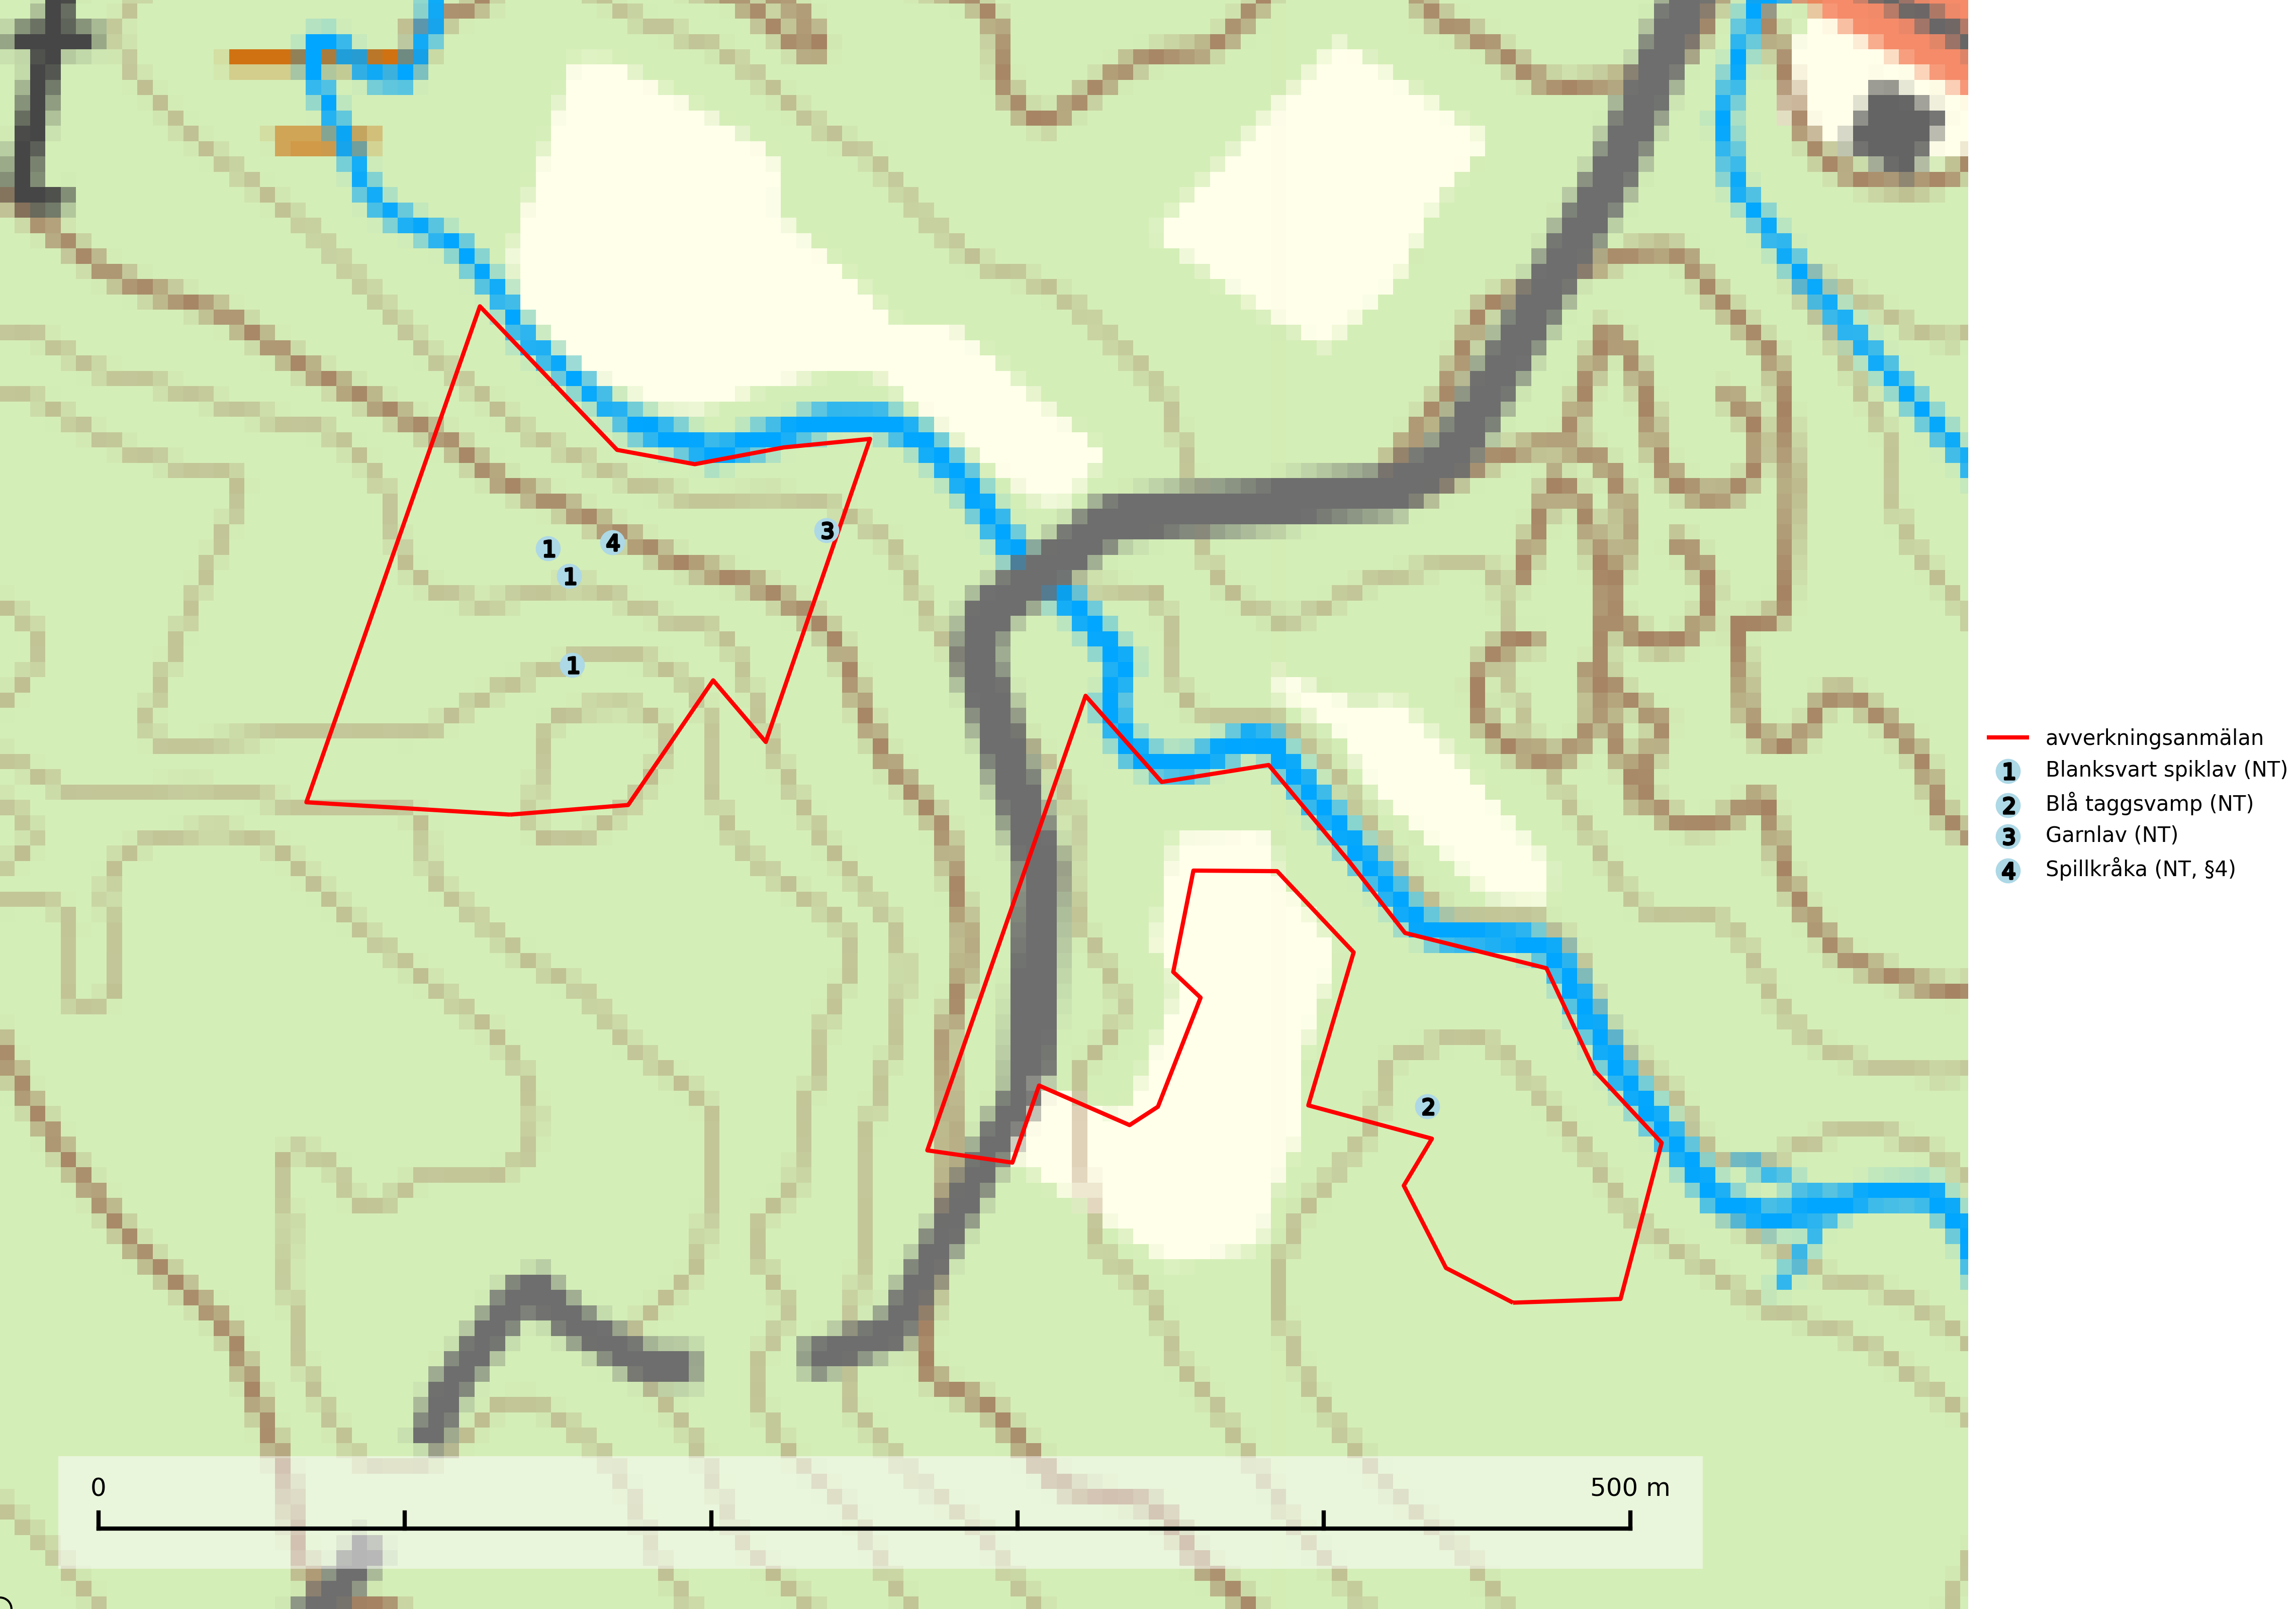 1
4
3
1
1
2
avverkningsanmälan
1 Blanksvart spiklav (NT)
2 Blå taggsvamp (NT)
3 Garnlav (NT)
4 Spillkråka (NT, §4)
0 500 m